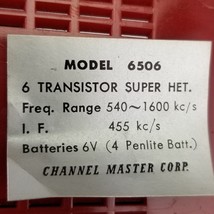 MODEL 6506
6 TRANSISTOR SUPER HET.
Freq. Range 540~1600 kc/s
I. F. 455 kc/s
Batteries 6V (4 Penlite Batt.)
CHANNEL MASTER CORP.